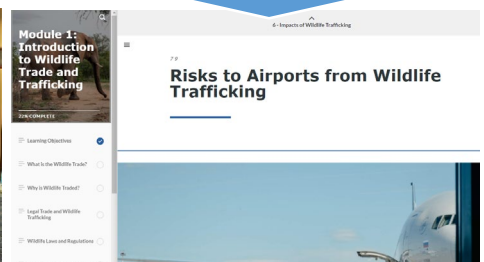 Module 1:
Introduction
to Wildlife
Trade and
Trafficking
22% COMPLETE
Learning Objectives
What is the Wildlife Trade?
Why is Wildlife Traded?
Legal Trade and Wildlife
Trafficking
Wildlife Laws and Regulations
6 - Impacts of Wildlife Trafficking
Risks to Airports from Wildlife
Trafficking